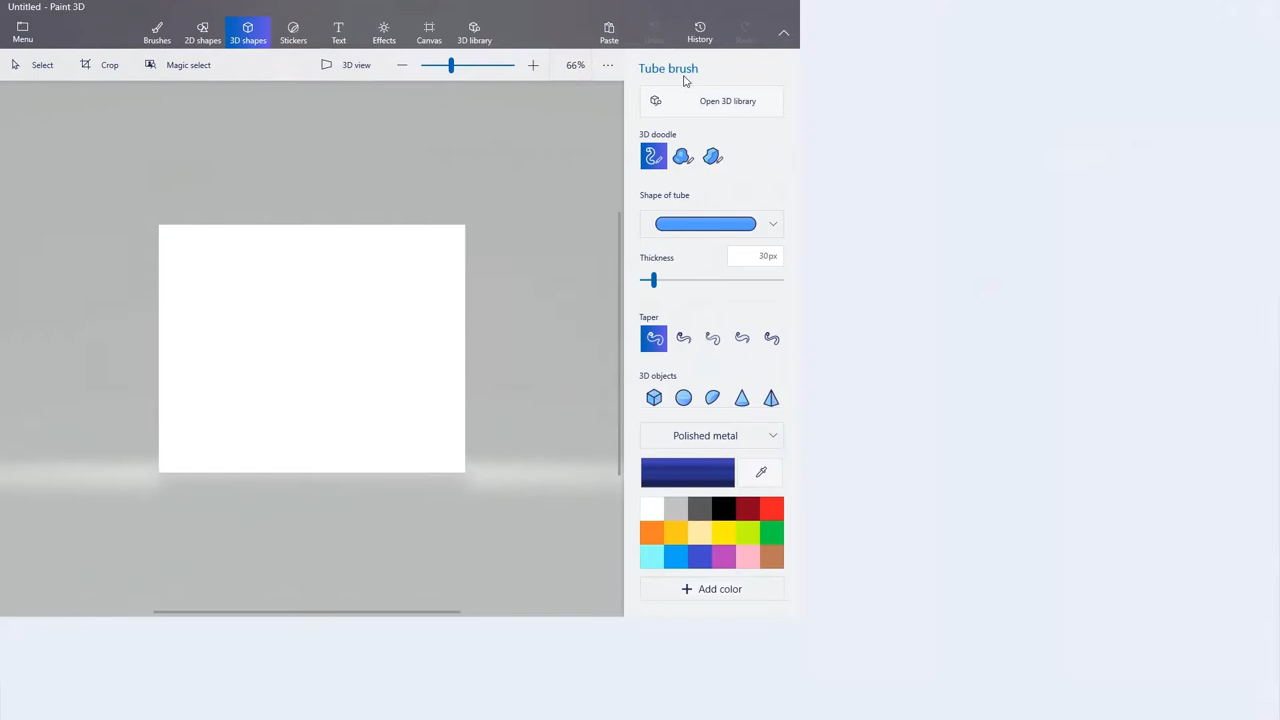 Untitled - Paint 3D
Menu
Brushes
2D shapes
3D shapes
Stickers
Text
Effects
Canvas
3D library
Paste
Undo
History
Redo
Select
Crop
Magic select
3D view
66%
Tube brush
Open 3D library
3D doodle
Shape of tube
Thickness
30px
Taper
3D objects
Polished metal
Add color